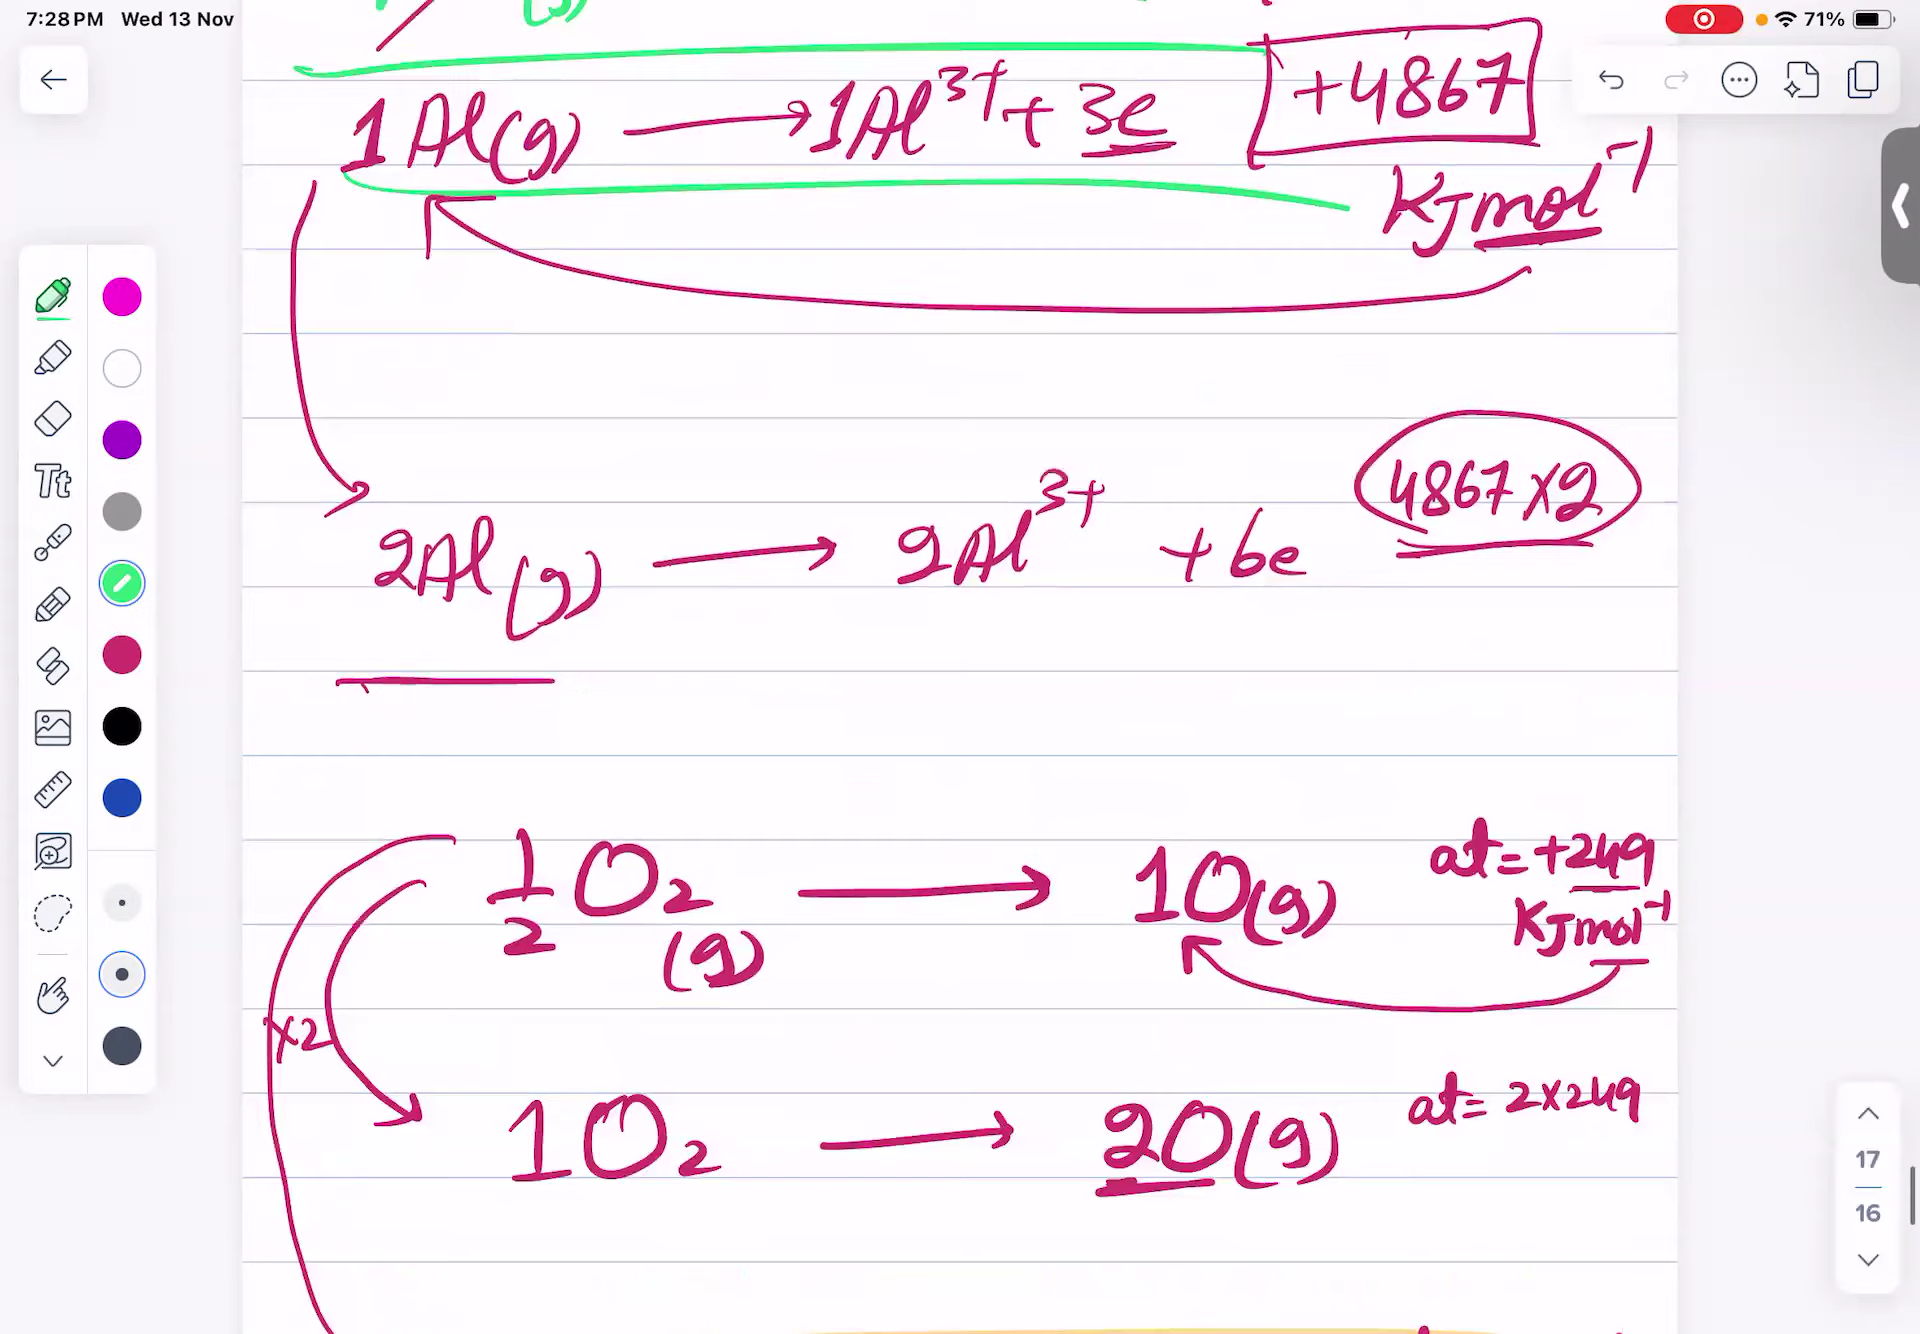 7:28 PM Wed 13 Nov
71%
1Al(g) ⟶ 1Al³⁺ + 3e +4867
KJmol⁻¹
2Al(g) ⟶ 2Al³⁺ + 6e 4867×2
½O₂(g) ⟶ 1O(g) at=+249
KJmol⁻¹
×2
1O₂ ⟶ 2O(g) at= 2×249
Tt
17
16